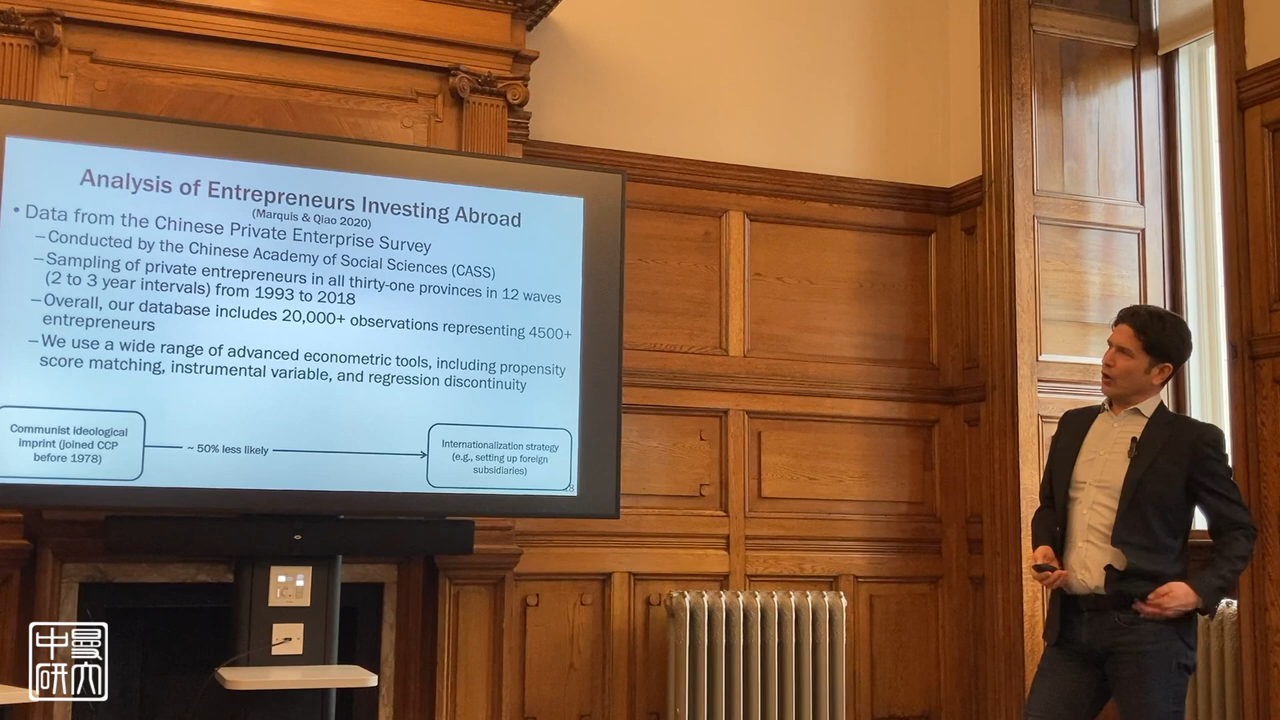 Analysis of Entrepreneurs Investing Abroad
(Marquis & Qiao 2020)
• Data from the Chinese Private Enterprise Survey
–Conducted by the Chinese Academy of Social Sciences (CASS)
–Sampling of private entrepreneurs in all thirty-one provinces in 12 waves
(2 to 3 year intervals) from 1993 to 2018
–Overall, our database includes 20,000+ observations representing 4500+
entrepreneurs
–We use a wide range of advanced econometric tools, including propensity
score matching, instrumental variable, and regression discontinuity
Communist ideological
imprint (joined CCP
before 1978)
~ 50% less likely
Internationalization strategy
(e.g., setting up foreign
subsidiaries)
中曼
研究